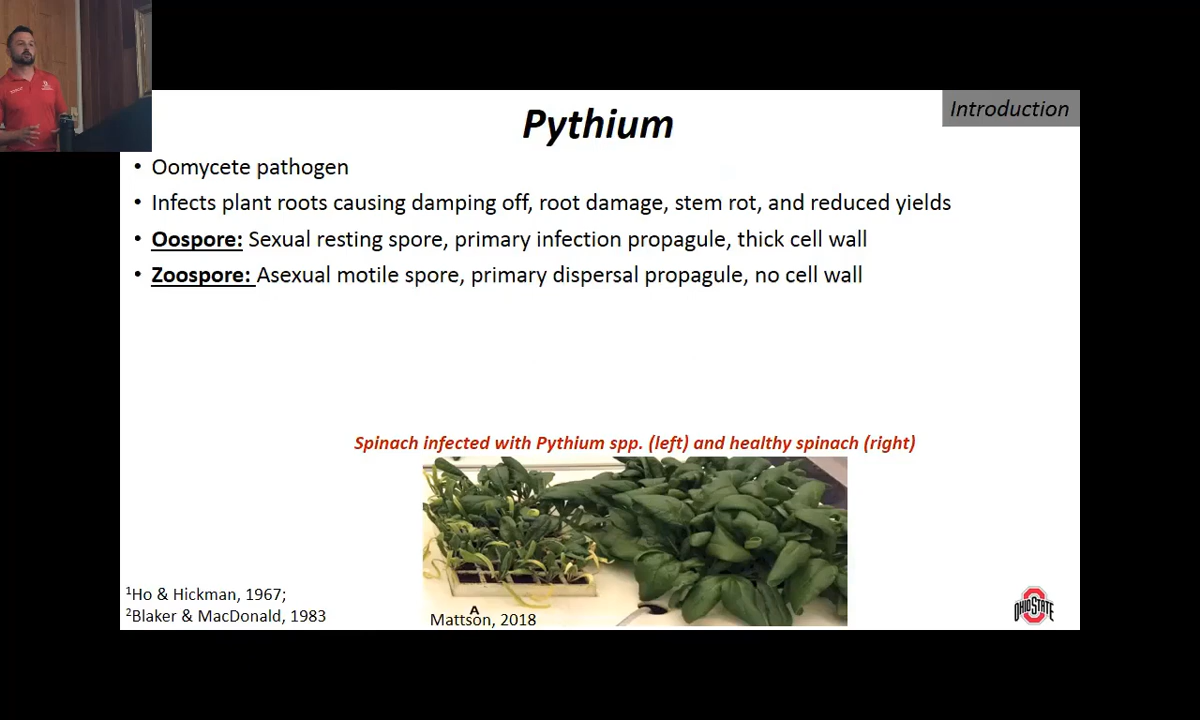 Introduction
Pythium
• Oomycete pathogen
• Infects plant roots causing damping off, root damage, stem rot, and reduced yields
• Oospore: Sexual resting spore, primary infection propagule, thick cell wall
• Zoospore: Asexual motile spore, primary dispersal propagule, no cell wall
Spinach infected with Pythium spp. (left) and healthy spinach (right)
A
Mattson, 2018
¹Ho & Hickman, 1967;
²Blaker & MacDonald, 1983
OHIO STATE